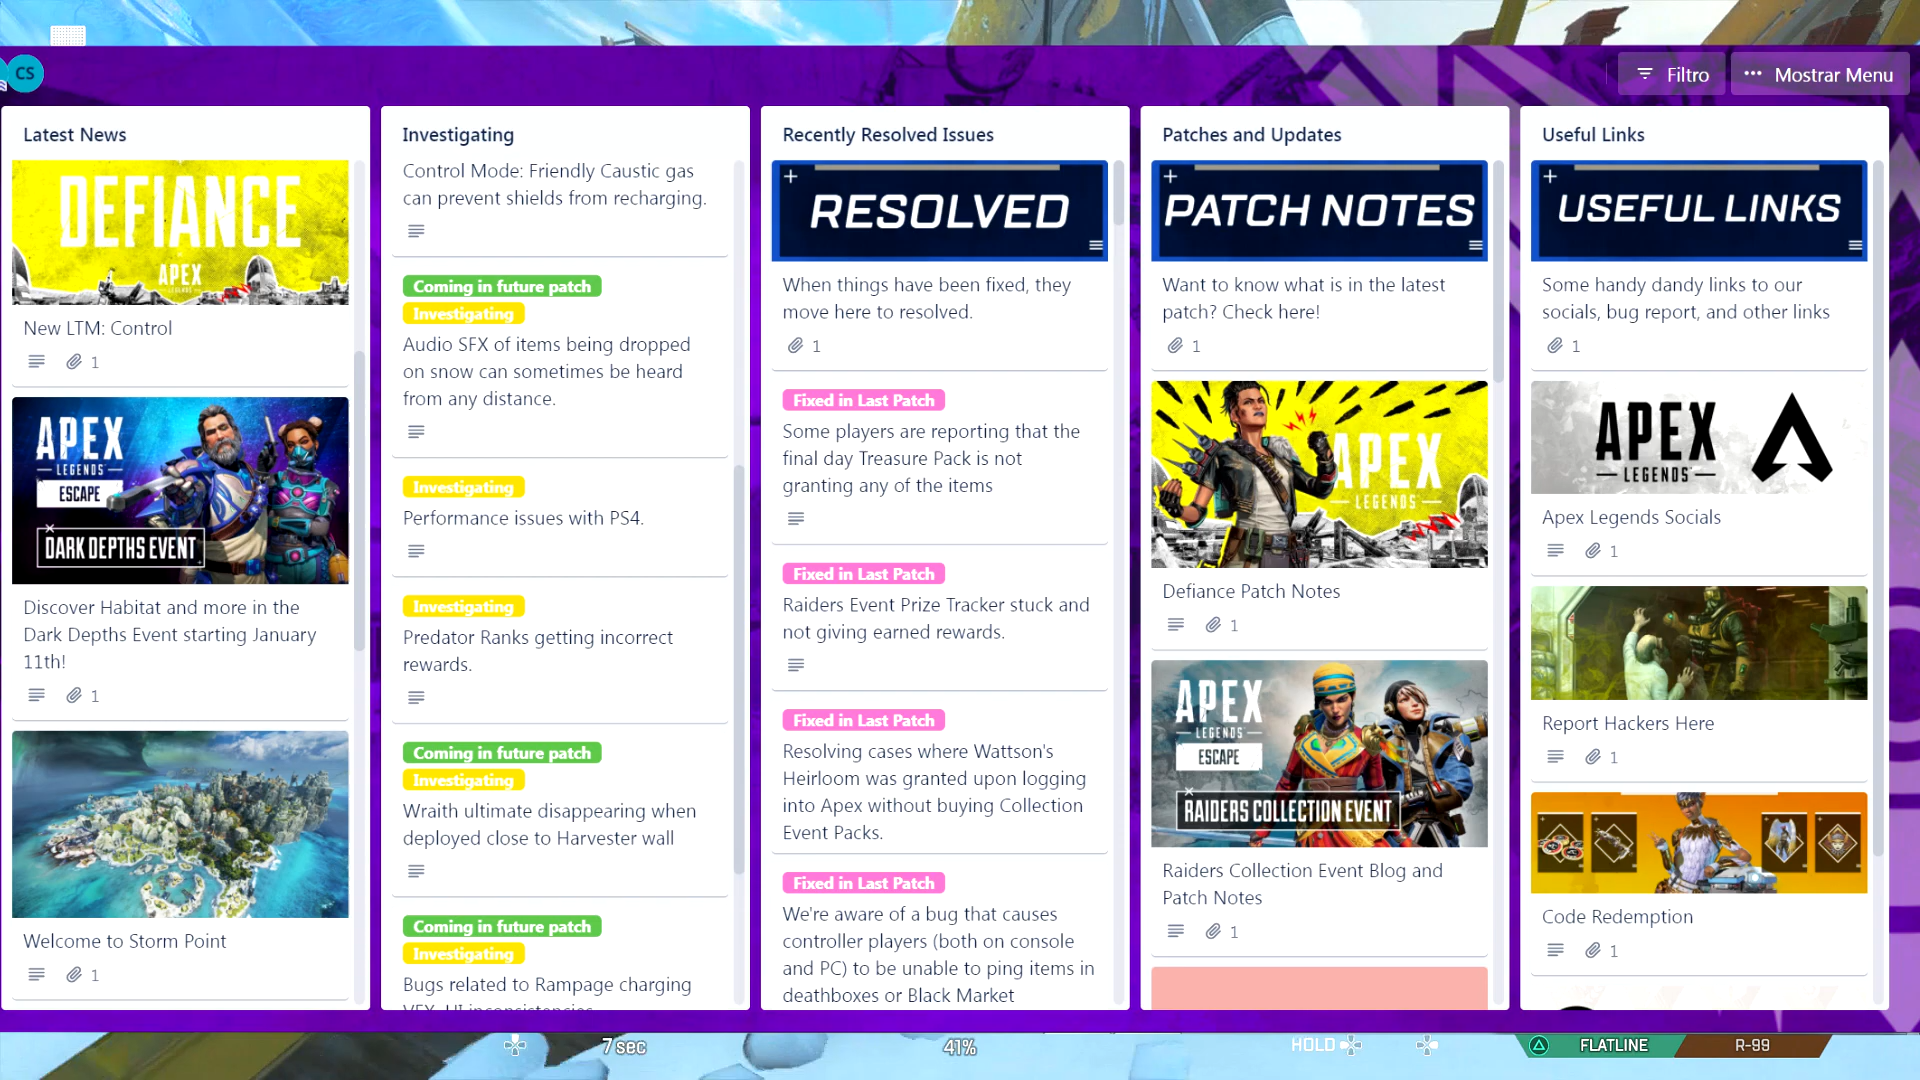 CS
Filtro
Mostrar Menu
Latest News
DEFIANCE
APEX
New LTM: Control
1
APEX
LEGENDS
ESCAPE
DARK DEPTHS EVENT
Discover Habitat and more in the
Dark Depths Event starting January
11th!
1
Welcome to Storm Point
1
Investigating
Control Mode: Friendly Caustic gas
can prevent shields from recharging.
Coming in future patch
Investigating
Audio SFX of items being dropped
on snow can sometimes be heard
from any distance.
Investigating
Performance issues with PS4.
Investigating
Predator Ranks getting incorrect
rewards.
Coming in future patch
Investigating
Wraith ultimate disappearing when
deployed close to Harvester wall
Coming in future patch
Investigating
Bugs related to Rampage charging
VFX, UI inconsistencies
Recently Resolved Issues
RESOLVED
When things have been fixed, they
move here to resolved.
1
Fixed in Last Patch
Some players are reporting that the
final day Treasure Pack is not
granting any of the items
Fixed in Last Patch
Raiders Event Prize Tracker stuck and
not giving earned rewards.
Fixed in Last Patch
Resolving cases where Wattson's
Heirloom was granted upon logging
into Apex without buying Collection
Event Packs.
Fixed in Last Patch
We're aware of a bug that causes
controller players (both on console
and PC) to be unable to ping items in
deathboxes or Black Market
Patches and Updates
PATCH NOTES
Want to know what is in the latest
patch? Check here!
1
APEX
LEGENDS
Defiance Patch Notes
1
APEX
LEGENDS
ESCAPE
RAIDERS COLLECTION EVENT
Raiders Collection Event Blog and
Patch Notes
1
Useful Links
USEFUL LINKS
Some handy dandy links to our
socials, bug report, and other links
1
APEX
LEGENDS
Apex Legends Socials
1
Report Hackers Here
1
Code Redemption
1
7 sec
41%
HOLD
FLATLINE
R-99